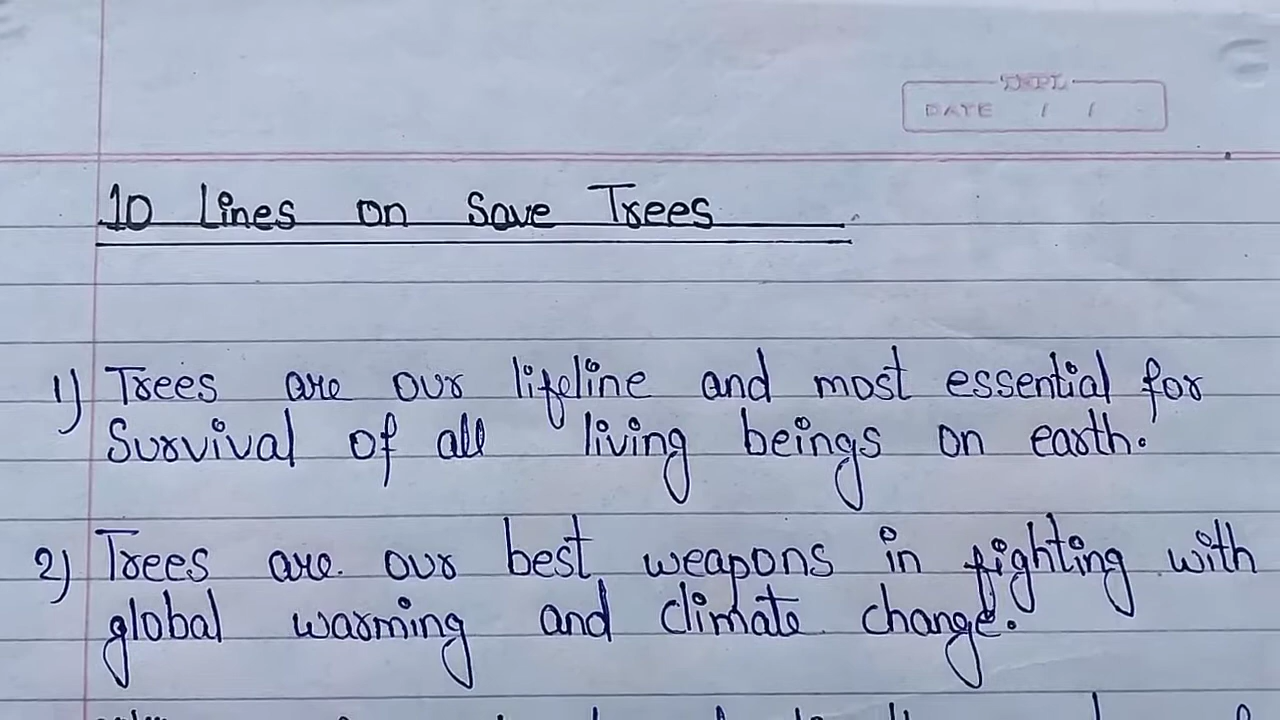 DATE / /
10 Lines on Save Trees
1) Trees are our lifeline and most essential for
Survival of all living beings on earth.
2) Trees are our best weapons in fighting with
global warming and climate change.